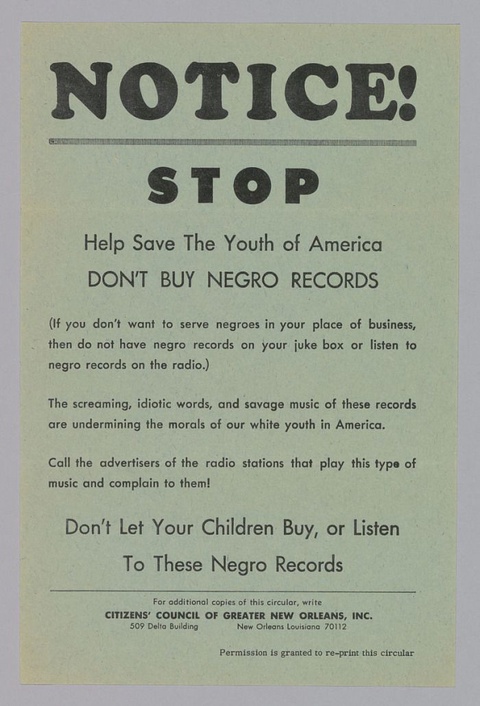 NOTICE!
STOP
Help Save The Youth of America
DON'T BUY NEGRO RECORDS
(If you don't want to serve negroes in your place of business,
then do not have negro records on your juke box or listen to
negro records on the radio.)
The screaming, idiotic words, and savage music of these records
are undermining the morals of our white youth in America.
Call the advertisers of the radio stations that play this type of
music and complain to them!
Don't Let Your Children Buy, or Listen
To These Negro Records
For additional copies of this circular, write
CITIZENS' COUNCIL OF GREATER NEW ORLEANS, INC.
509 Delta Building New Orleans Louisiana 70112
Permission is granted to re-print this circular